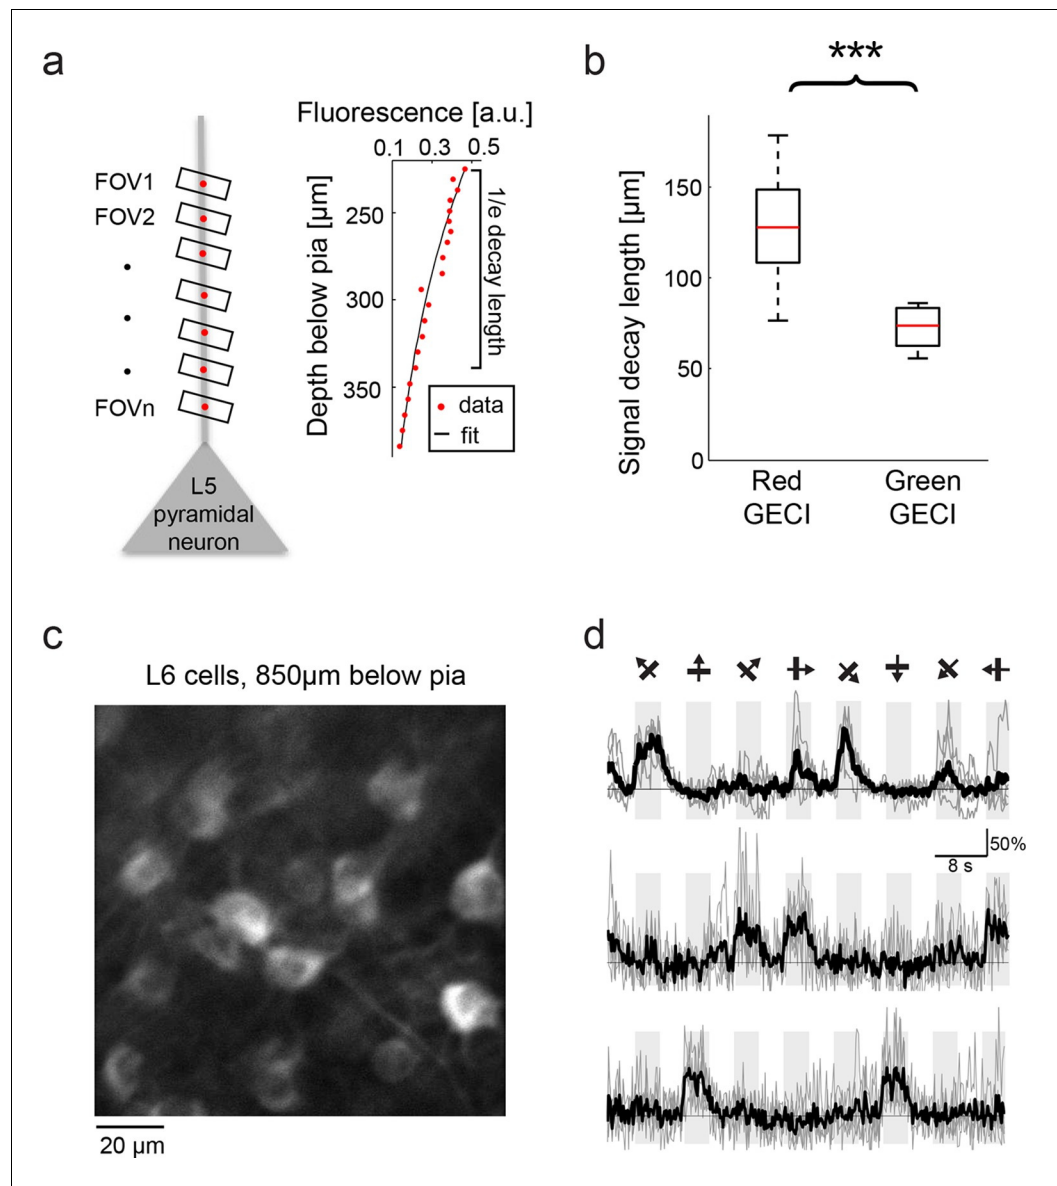 a
FOV1
FOV2
FOVn
L5
pyramidal
neuron
Fluorescence [a.u.]
0.1 0.3 0.5
Depth below pia [µm]
250
300
350
1/e decay length
data
fit
b
***
Signal decay length [µm]
150
100
50
0
Red
GECI
Green
GECI
c
L6 cells, 850µm below pia
20 µm
d
50%
8 s